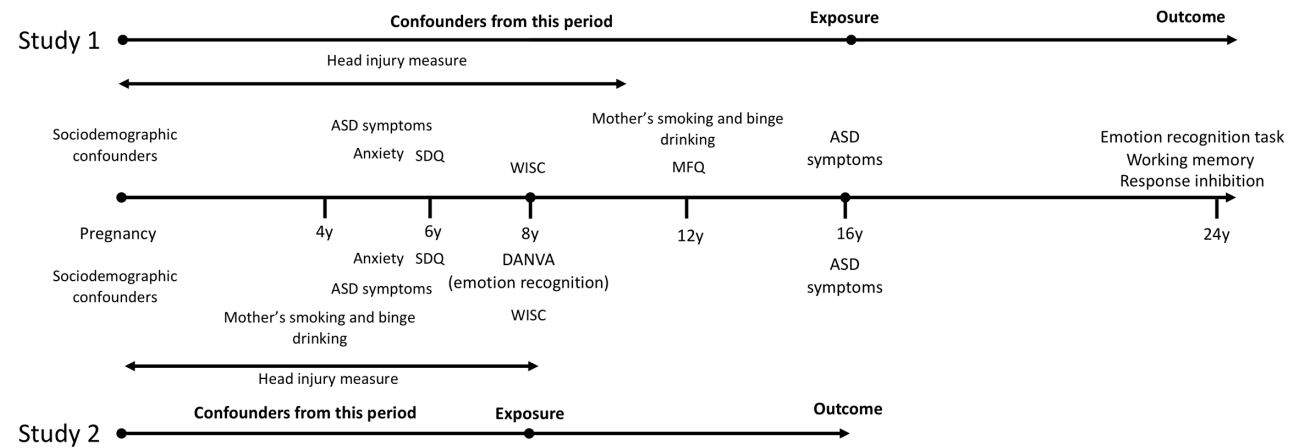 Confounders from this period
Exposure
Outcome
Study 1
Head injury measure
Sociodemographic
confounders
ASD symptoms
Anxiety
SDQ
WISC
Mother's smoking and binge
drinking
MFQ
ASD
symptoms
Emotion recognition task
Working memory
Response inhibition
Pregnancy
4y
6y
8y
12y
16y
24y
Sociodemographic
confounders
Anxiety
SDQ
ASD symptoms
DANVA
(emotion recognition)
WISC
ASD
symptoms
Mother's smoking and binge
drinking
Head injury measure
Confounders from this period
Exposure
Outcome
Study 2